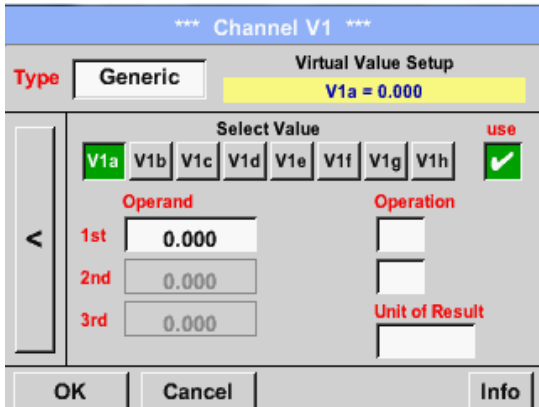 *** Channel V1 ***
Type Generic Virtual Value Setup
V1a = 0.000
Select Value use
V1a V1b V1c V1d V1e V1f V1g V1h ✔
Operand Operation
< 1st 0.000
2nd 0.000
3rd 0.000 Unit of Result
OK Cancel Info